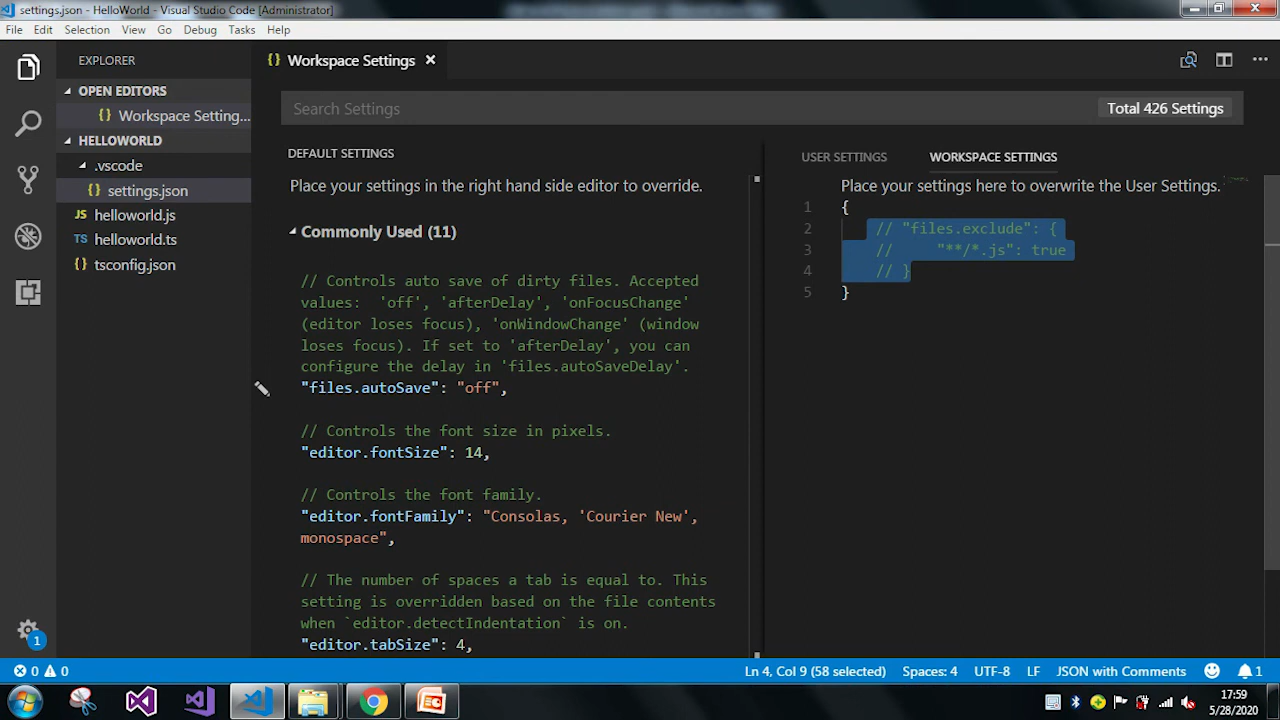 settings.json - HelloWorld - Visual Studio Code [Administrator]
File Edit Selection View Go Debug Tasks Help
EXPLORER
OPEN EDITORS
{} Workspace Setting...
HELLOWORLD
.vscode
{} settings.json
JS helloworld.js
TS helloworld.ts
{} tsconfig.json
1
{} Workspace Settings
Search Settings
Total 426 Settings
DEFAULT SETTINGS
Place your settings in the right hand side editor to override.
Commonly Used (11)
// Controls auto save of dirty files. Accepted
values:  'off', 'afterDelay', 'onFocusChange'
(editor loses focus), 'onWindowChange' (window
loses focus). If set to 'afterDelay', you can
configure the delay in 'files.autoSaveDelay'.
"files.autoSave": "off",
// Controls the font size in pixels.
"editor.fontSize": 14,
// Controls the font family.
"editor.fontFamily": "Consolas, 'Courier New',
monospace",
// The number of spaces a tab is equal to. This
setting is overridden based on the file contents
when `editor.detectIndentation` is on.
"editor.tabSize": 4,
USER SETTINGS WORKSPACE SETTINGS
Place your settings here to overwrite the User Settings.
1 {
2 // "files.exclude": {
3 //     "**/*.js": true
4 // }
5 }
0 0
Ln 4, Col 9 (58 selected) Spaces: 4 UTF-8 LF JSON with Comments 1
17:59
5/28/2020